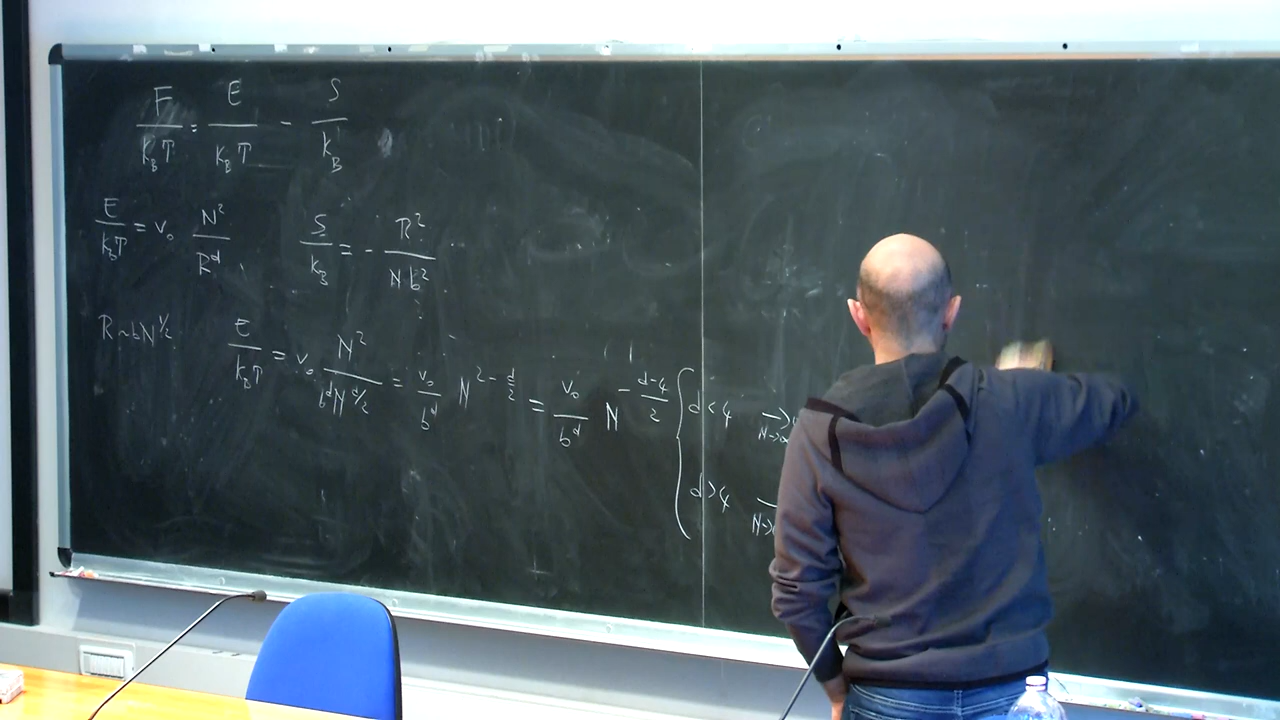 F/(k_B T) = E/(k_B T) - S/k_B
E/(k_B T) = v_0 N^2/R^d , S/k_B = - R^2/(N b^2)
R ~ b N^{1/2} E/(k_B T) = v_0 N^2/(b^d N^{d/2}) = v_0/b^d N^{2 - d/2} = v_0/b^d N^{- (d-4)/2} { d < 4 → N→∞
d > 4 → N→